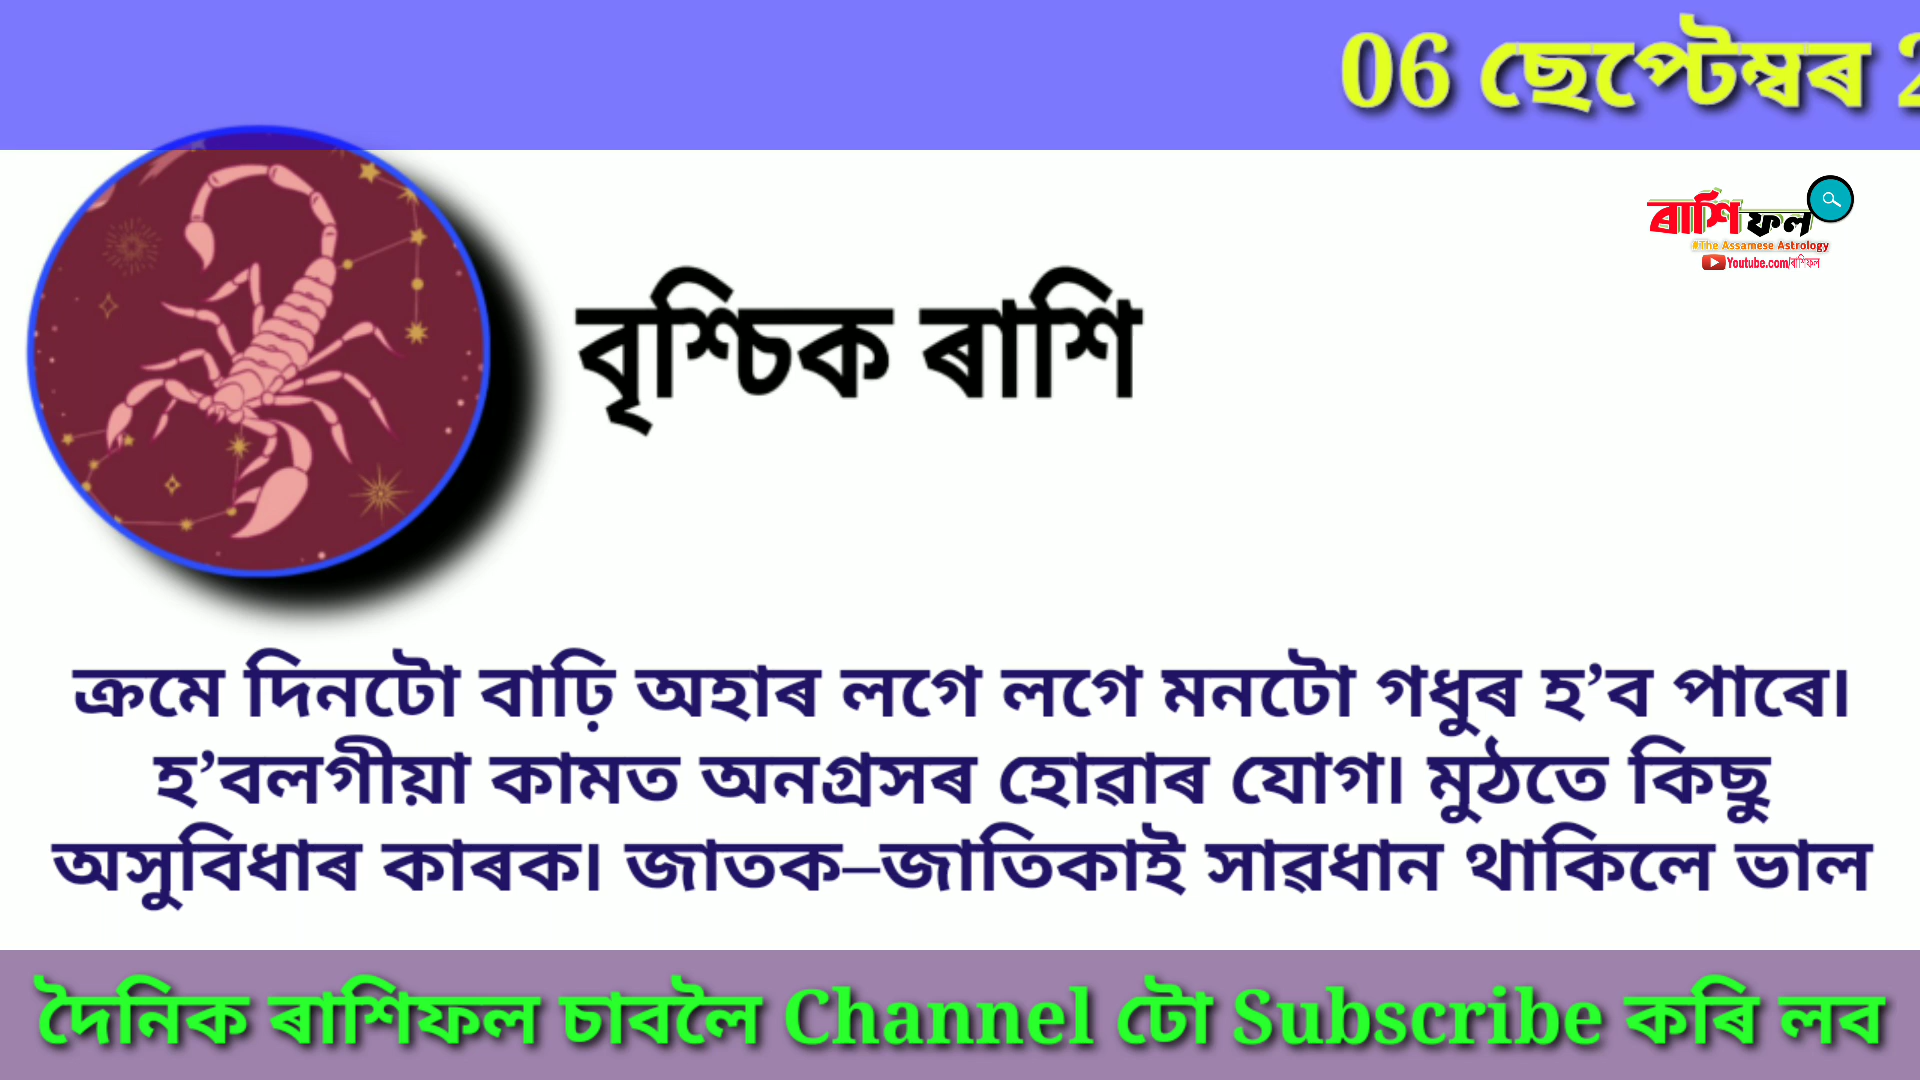 06 ছেপ্টেম্বৰ 2
ৰাশিফল
#The Assamese Astrology
Youtube.com/ৰাশিফল
বৃশ্চিক ৰাশি
ক্ৰমে দিনটো বাঢ়ি অহাৰ লগে লগে মনটো গধুৰ হ’ব পাৰে।
হ’বলগীয়া কামত অনগ্ৰসৰ হোৱাৰ যোগ। মুঠতে কিছু
অসুবিধাৰ কাৰক। জাতক–জাতিকাই সাৱধান থাকিলে ভাল
দৈনিক ৰাশিফল চাবলৈ Channel টো Subscribe কৰি লব